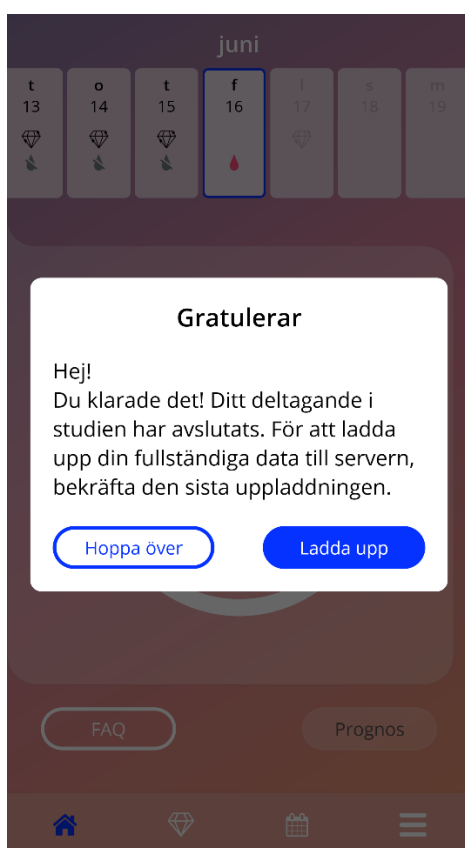 juni
t o t f l s m
13 14 15 16 17 18 19
Gratulerar
Hej!
Du klarade det! Ditt deltagande i
studien har avslutats. För att ladda
upp din fullständiga data till servern,
bekräfta den sista uppladdningen.
Hoppa över Ladda upp
FAQ Prognos